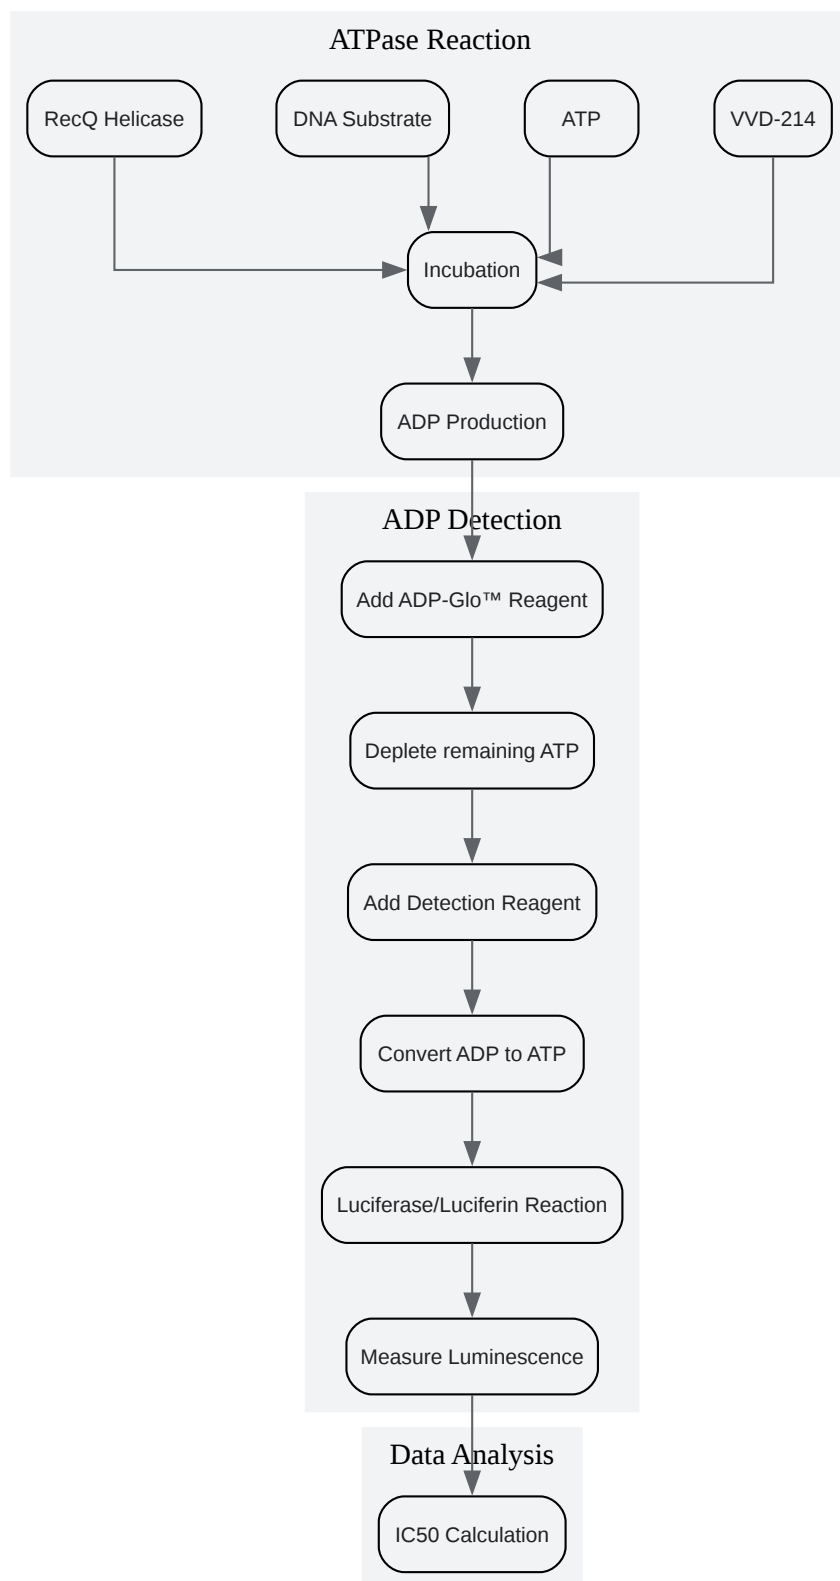 ATPase Reaction
RecQ Helicase
DNA Substrate
ATP
VVD-214
Incubation
ADP Production
ADP Detection
Add ADP-Glo™ Reagent
Deplete remaining ATP
Add Detection Reagent
Convert ADP to ATP
Luciferase/Luciferin Reaction
Measure Luminescence
Data Analysis
IC50 Calculation